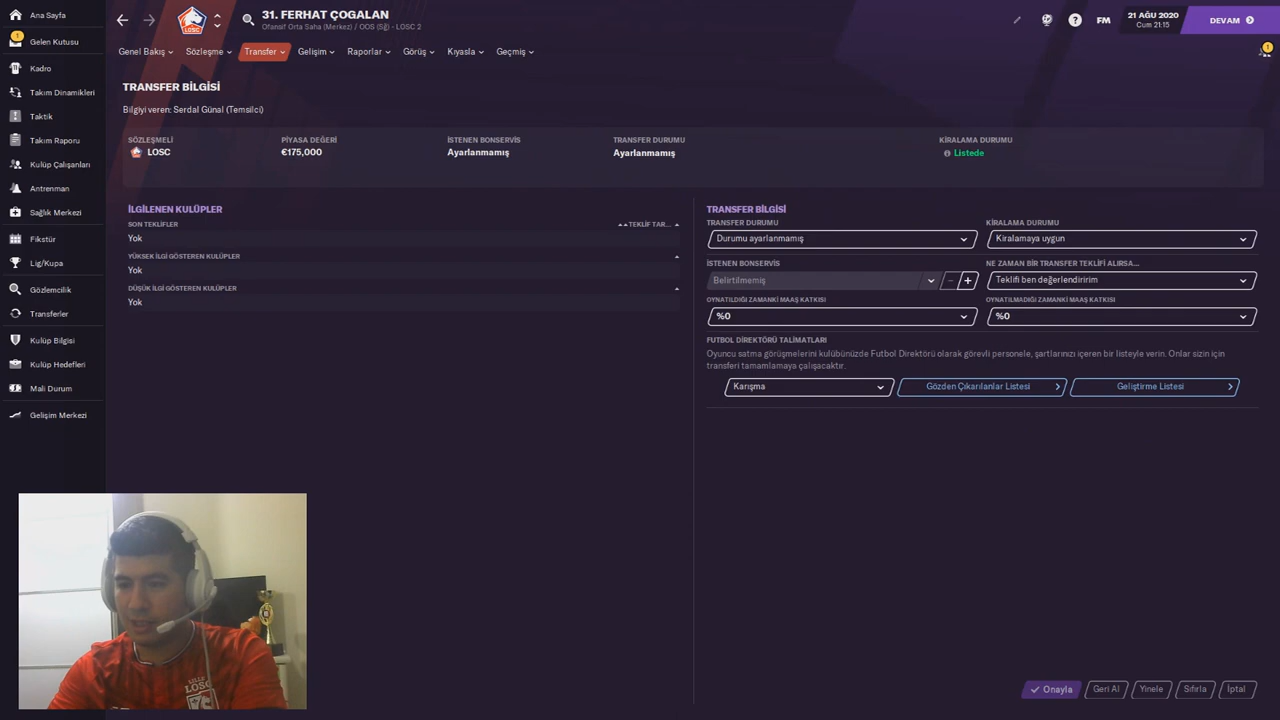 Ana Sayfa
1
Gelen Kutusu
Kadro
Takım Dinamikleri
Taktik
Takım Raporu
Kulüp Çalışanları
Antrenman
Sağlık Merkezi
Fikstür
Lig/Kupa
Gözlemcilik
Transferler
Kulüp Bilgisi
Kulüp Hedefleri
Mali Durum
Gelişim Merkezi
LOSC
31. FERHAT ÇOGALAN
Ofansif Orta Saha (Merkez) / OOS (Sğ) - LOSC 2
?
FM
21 AĞU 2020
Cum 21:15
DEVAM
Genel Bakış
Sözleşme
Transfer
Gelişim
Raporlar
Görüş
Kıyasla
Geçmiş
1
TRANSFER BİLGİSİ
Bilgiyi veren: Serdal Günal (Temsilci)
SÖZLEŞMELİ
LOSC
PİYASA DEĞERİ
€175,000
İSTENEN BONSERVİS
Ayarlanmamış
TRANSFER DURUMU
Ayarlanmamış
KİRALAMA DURUMU
Listede
İLGİLENEN KULÜPLER
SON TEKLİFLER
TEKLİF TAR...
Yok
YÜKSEK İLGİ GÖSTEREN KULÜPLER
Yok
DÜŞÜK İLGİ GÖSTEREN KULÜPLER
Yok
TRANSFER BİLGİSİ
TRANSFER DURUMU
Durumu ayarlanmamış
KİRALAMA DURUMU
Kiralamaya uygun
İSTENEN BONSERVİS
Belirtilmemiş
NE ZAMAN BİR TRANSFER TEKLİFİ ALIRSA...
Teklifi ben değerlendiririm
OYNATILDIĞI ZAMANKİ MAAŞ KATKISI
%0
OYNATILMADIĞI ZAMANKİ MAAŞ KATKISI
%0
FUTBOL DİREKTÖRÜ TALİMATLARI
Oyuncu satma görüşmelerini kulübünüzde Futbol Direktörü olarak görevli personele, şartlarınızı içeren bir listeyle verin. Onlar sizin için
transferi tamamlamaya çalışacaktır.
Karışma
Gözden Çıkarılanlar Listesi
Geliştirme Listesi
Onayla
Geri Al
Yinele
Sıfırla
İptal
LILLE
LOSC